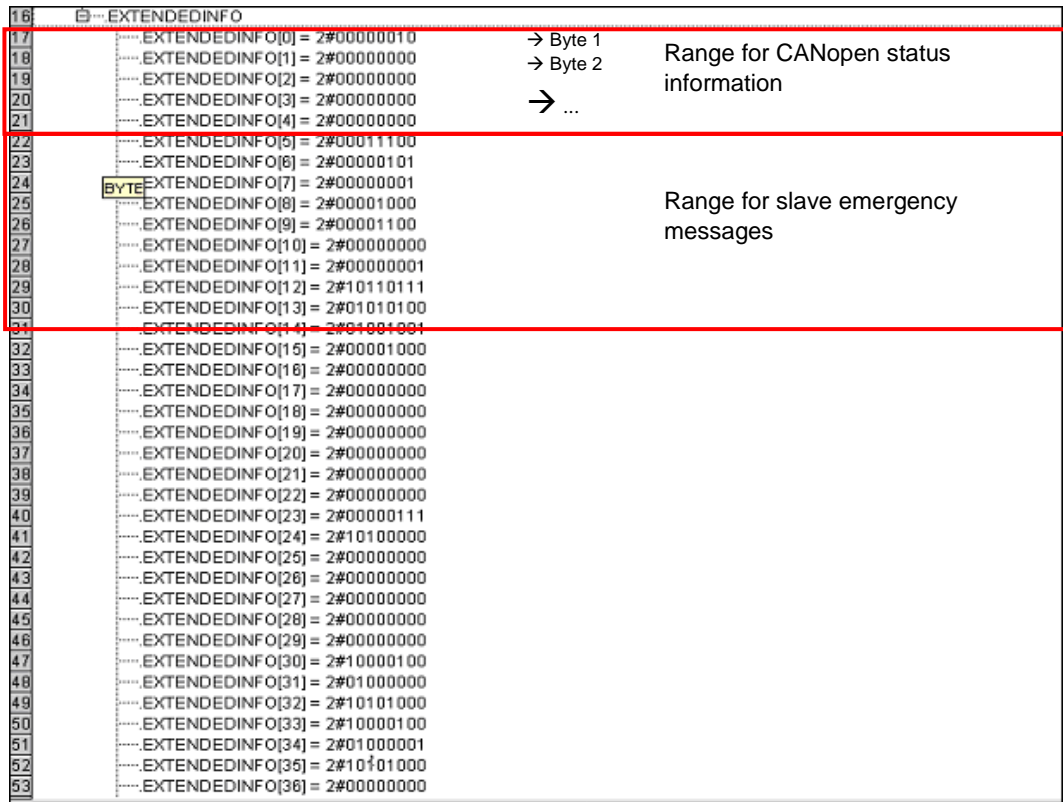 16 .EXTENDEDINFO
17 .EXTENDEDINFO[0] = 2#00000010 → Byte 1
18 .EXTENDEDINFO[1] = 2#00000000 → Byte 2
19 .EXTENDEDINFO[2] = 2#00000000
20 .EXTENDEDINFO[3] = 2#00000000 → ...
21 .EXTENDEDINFO[4] = 2#00000000
Range for CANopen status
information
22 .EXTENDEDINFO[5] = 2#00011100
23 .EXTENDEDINFO[6] = 2#00000101
24 EXTENDEDINFO[7] = 2#00000001
BYTE
25 .EXTENDEDINFO[8] = 2#00001000
26 .EXTENDEDINFO[9] = 2#00001100
27 .EXTENDEDINFO[10] = 2#00000000
28 .EXTENDEDINFO[11] = 2#00000001
29 .EXTENDEDINFO[12] = 2#10110111
30 .EXTENDEDINFO[13] = 2#01010100
Range for slave emergency
messages
31 .EXTENDEDINFO[14] = 2#01001001
32 .EXTENDEDINFO[15] = 2#00001000
33 .EXTENDEDINFO[16] = 2#00000000
34 .EXTENDEDINFO[17] = 2#00000000
35 .EXTENDEDINFO[18] = 2#00000000
36 .EXTENDEDINFO[19] = 2#00000000
37 .EXTENDEDINFO[20] = 2#00000000
38 .EXTENDEDINFO[21] = 2#00000000
39 .EXTENDEDINFO[22] = 2#00000000
40 .EXTENDEDINFO[23] = 2#00000111
41 .EXTENDEDINFO[24] = 2#10100000
42 .EXTENDEDINFO[25] = 2#00000000
43 .EXTENDEDINFO[26] = 2#00000000
44 .EXTENDEDINFO[27] = 2#00000000
45 .EXTENDEDINFO[28] = 2#00000000
46 .EXTENDEDINFO[29] = 2#00000000
47 .EXTENDEDINFO[30] = 2#10000100
48 .EXTENDEDINFO[31] = 2#01000000
49 .EXTENDEDINFO[32] = 2#10101000
50 .EXTENDEDINFO[33] = 2#10000100
51 .EXTENDEDINFO[34] = 2#01000001
52 .EXTENDEDINFO[35] = 2#10101000
53 .EXTENDEDINFO[36] = 2#00000000